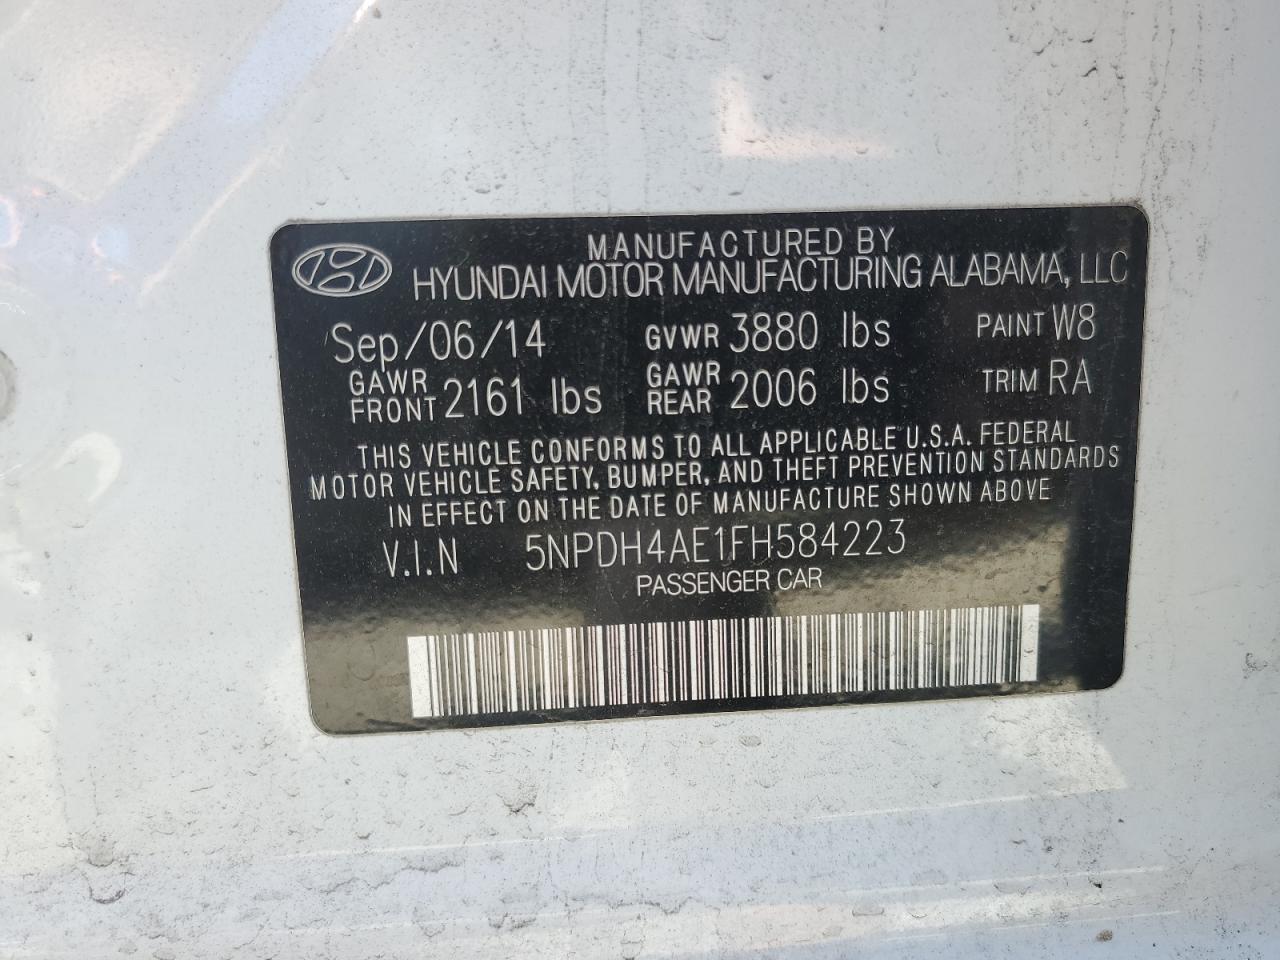 MANUFACTURED BY
HYUNDAI MOTOR MANUFACTURING ALABAMA, LLC
Sep/06/14 GVWR 3880 lbs PAINT W8
GAWR FRONT 2161 lbs GAWR REAR 2006 lbs TRIM RA
THIS VEHICLE CONFORMS TO ALL APPLICABLE U.S.A. FEDERAL
MOTOR VEHICLE SAFETY, BUMPER, AND THEFT PREVENTION STANDARDS
IN EFFECT ON THE DATE OF MANUFACTURE SHOWN ABOVE
V.I.N 5NPDH4AE1FH584223
PASSENGER CAR